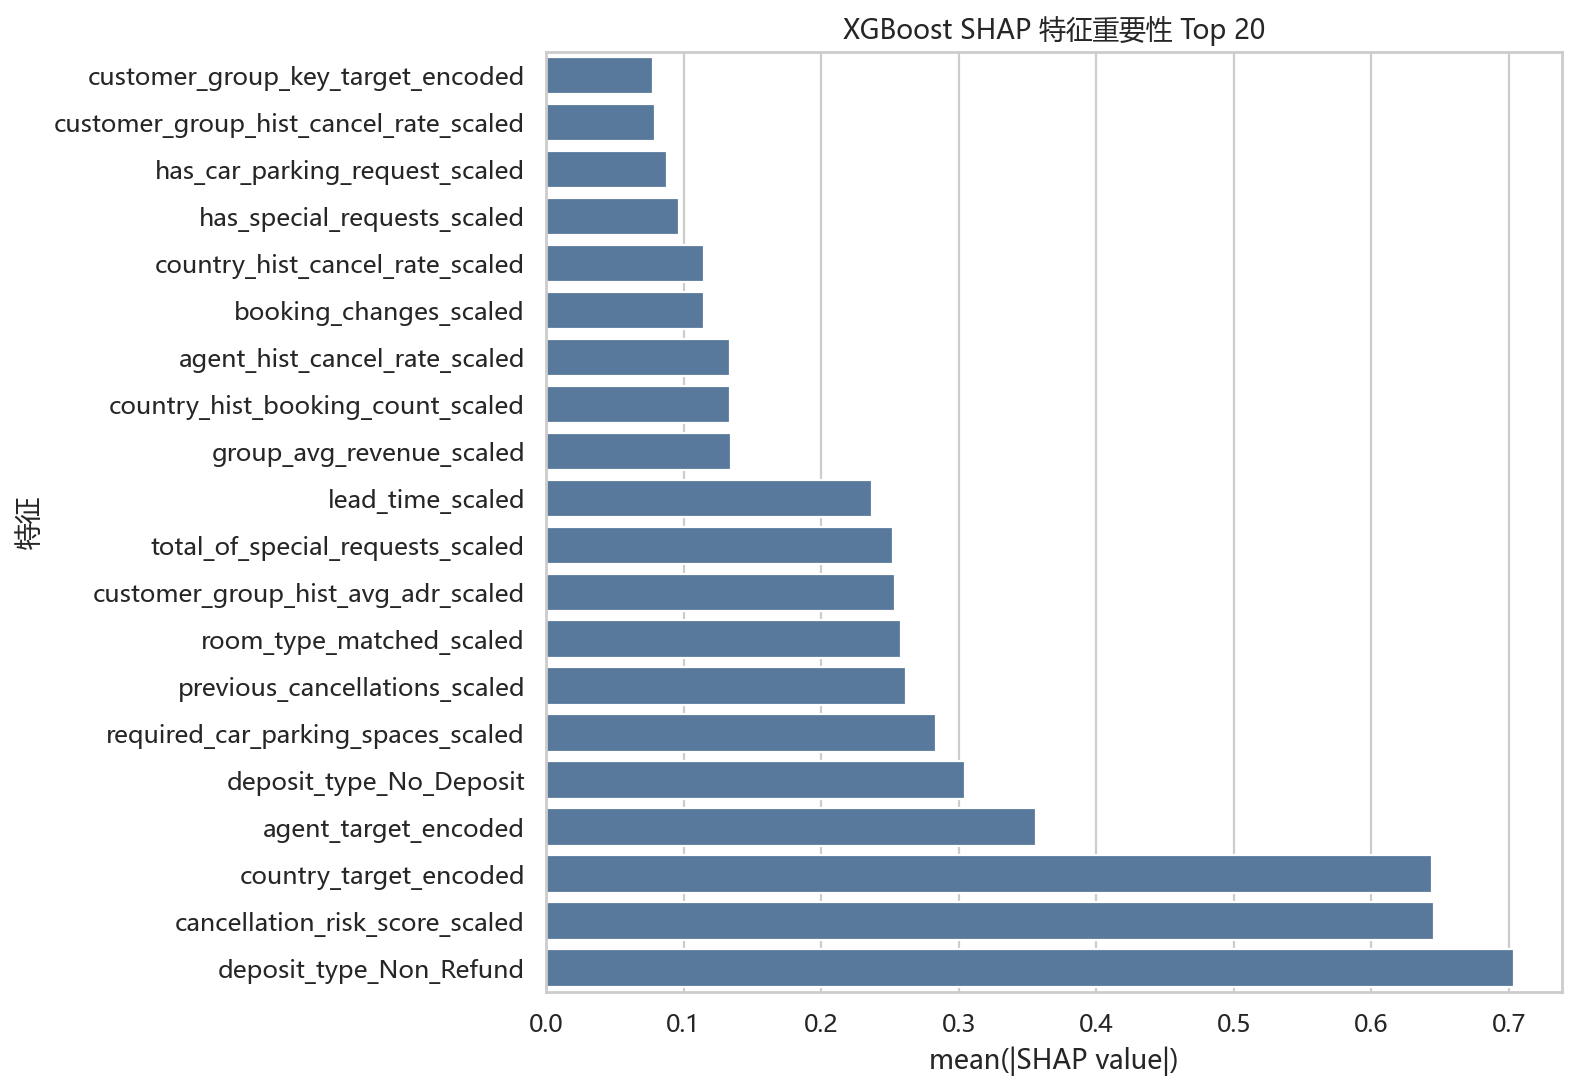 XGBoost SHAP 特征重要性 Top 20
特征
customer_group_key_target_encoded
customer_group_hist_cancel_rate_scaled
has_car_parking_request_scaled
has_special_requests_scaled
country_hist_cancel_rate_scaled
booking_changes_scaled
agent_hist_cancel_rate_scaled
country_hist_booking_count_scaled
group_avg_revenue_scaled
lead_time_scaled
total_of_special_requests_scaled
customer_group_hist_avg_adr_scaled
room_type_matched_scaled
previous_cancellations_scaled
required_car_parking_spaces_scaled
deposit_type_No_Deposit
agent_target_encoded
country_target_encoded
cancellation_risk_score_scaled
deposit_type_Non_Refund
0.0 0.1 0.2 0.3 0.4 0.5 0.6 0.7
mean(|SHAP value|)